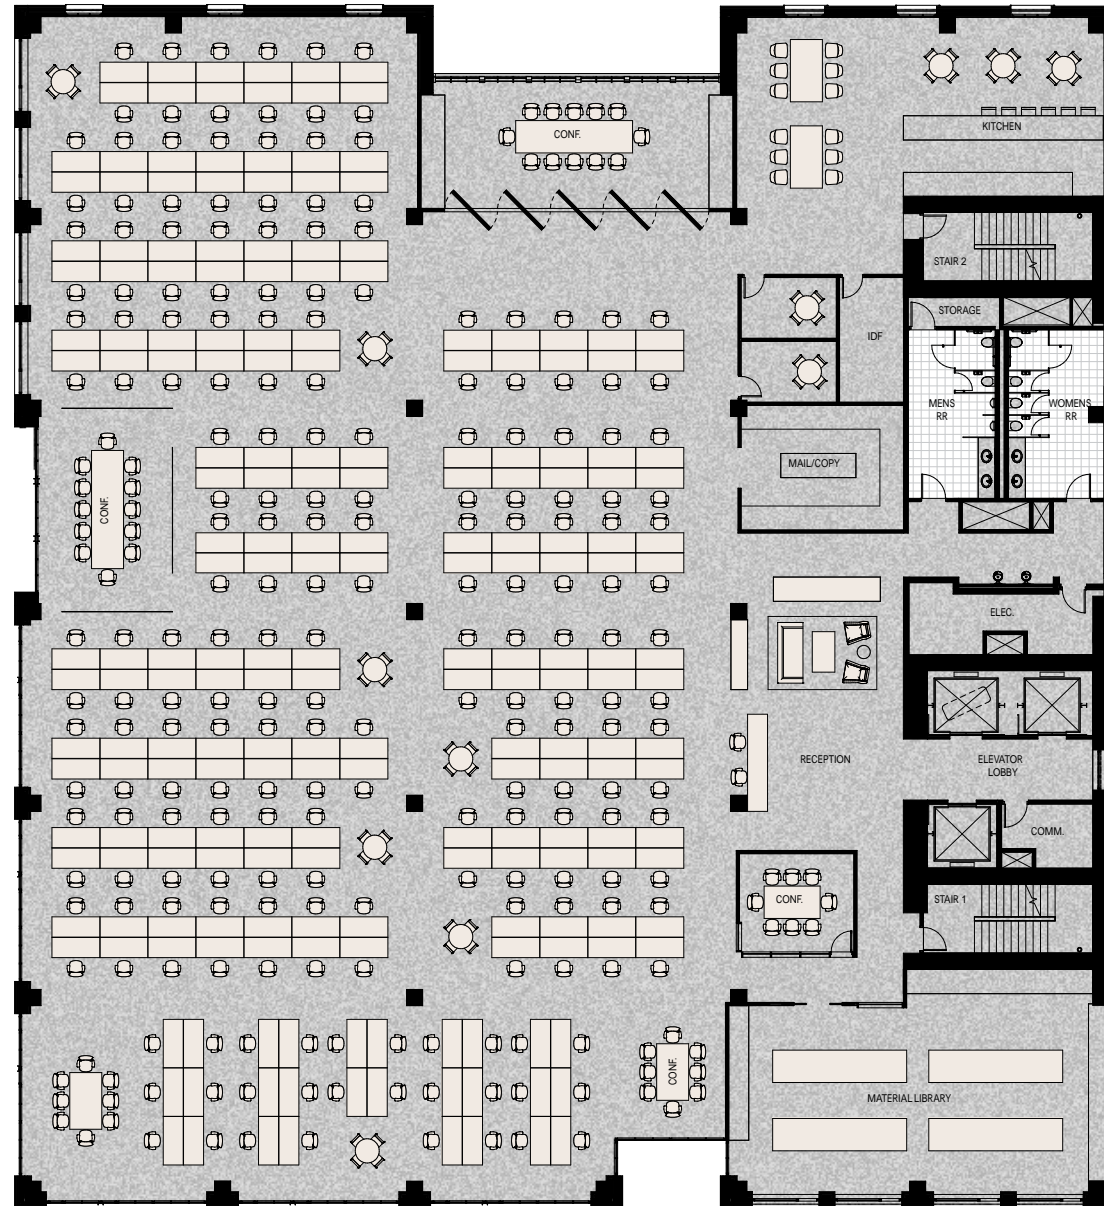 CONF.
KITCHEN
STAIR 2
STORAGE
IDF
MENS
RR
WOMENS
RR
MAIL/COPY
CONF.
ELEC.
RECEPTION
ELEVATOR
LOBBY
COMM.
CONF.
STAIR 1
CONF.
MATERIAL LIBRARY